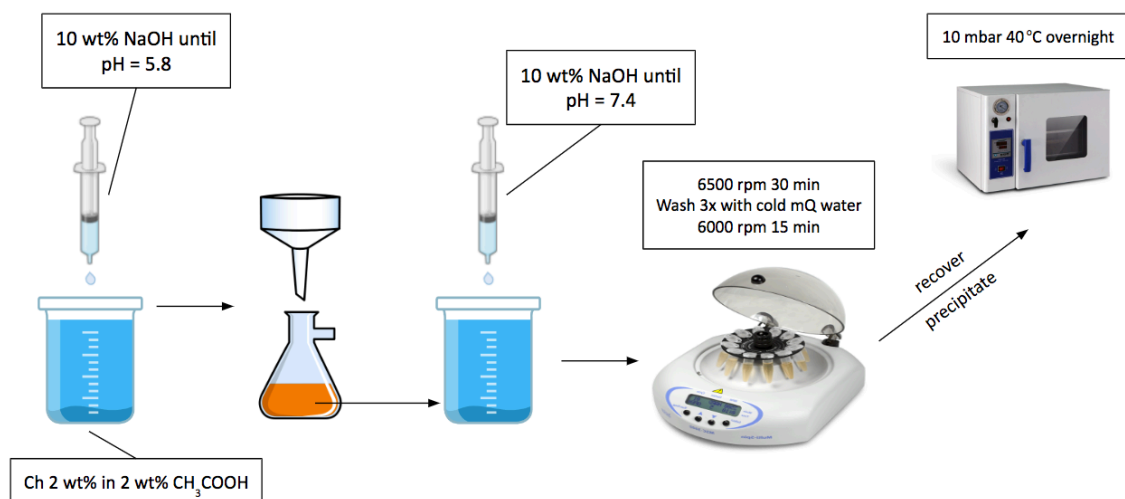 10 wt% NaOH until
pH = 5.8
10 wt% NaOH until
pH = 7.4
10 mbar 40 °C overnight
6500 rpm 30 min
Wash 3x with cold mQ water
6000 rpm 15 min
recover
precipitate
Ch 2 wt% in 2 wt% CH₃COOH